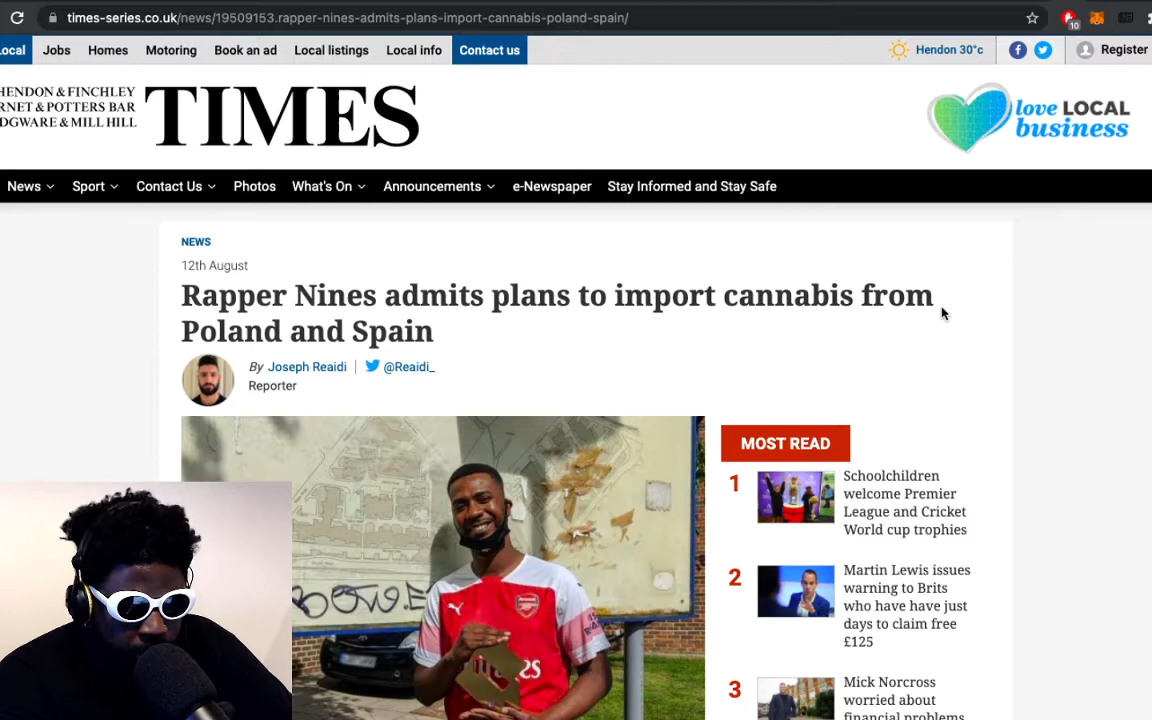 times-series.co.uk/news/19509153.rapper-nines-admits-plans-import-cannabis-poland-spain/
10
ocal Jobs Homes Motoring Book an ad Local listings Local info Contact us Hendon 30°c Register
HENDON & FINCHLEY
RNET & POTTERS BAR
DGWARE & MILL HILL
TIMES
love LOCAL
business
News Sport Contact Us Photos What's On Announcements e-Newspaper Stay Informed and Stay Safe
NEWS
12th August
Rapper Nines admits plans to import cannabis from
Poland and Spain
By Joseph Reaidi | @Reaidi_
Reporter
MOST READ
1
Schoolchildren
welcome Premier
League and Cricket
World cup trophies
2
Martin Lewis issues
warning to Brits
who have have just
days to claim free
£125
3
Mick Norcross
worried about
financial problems